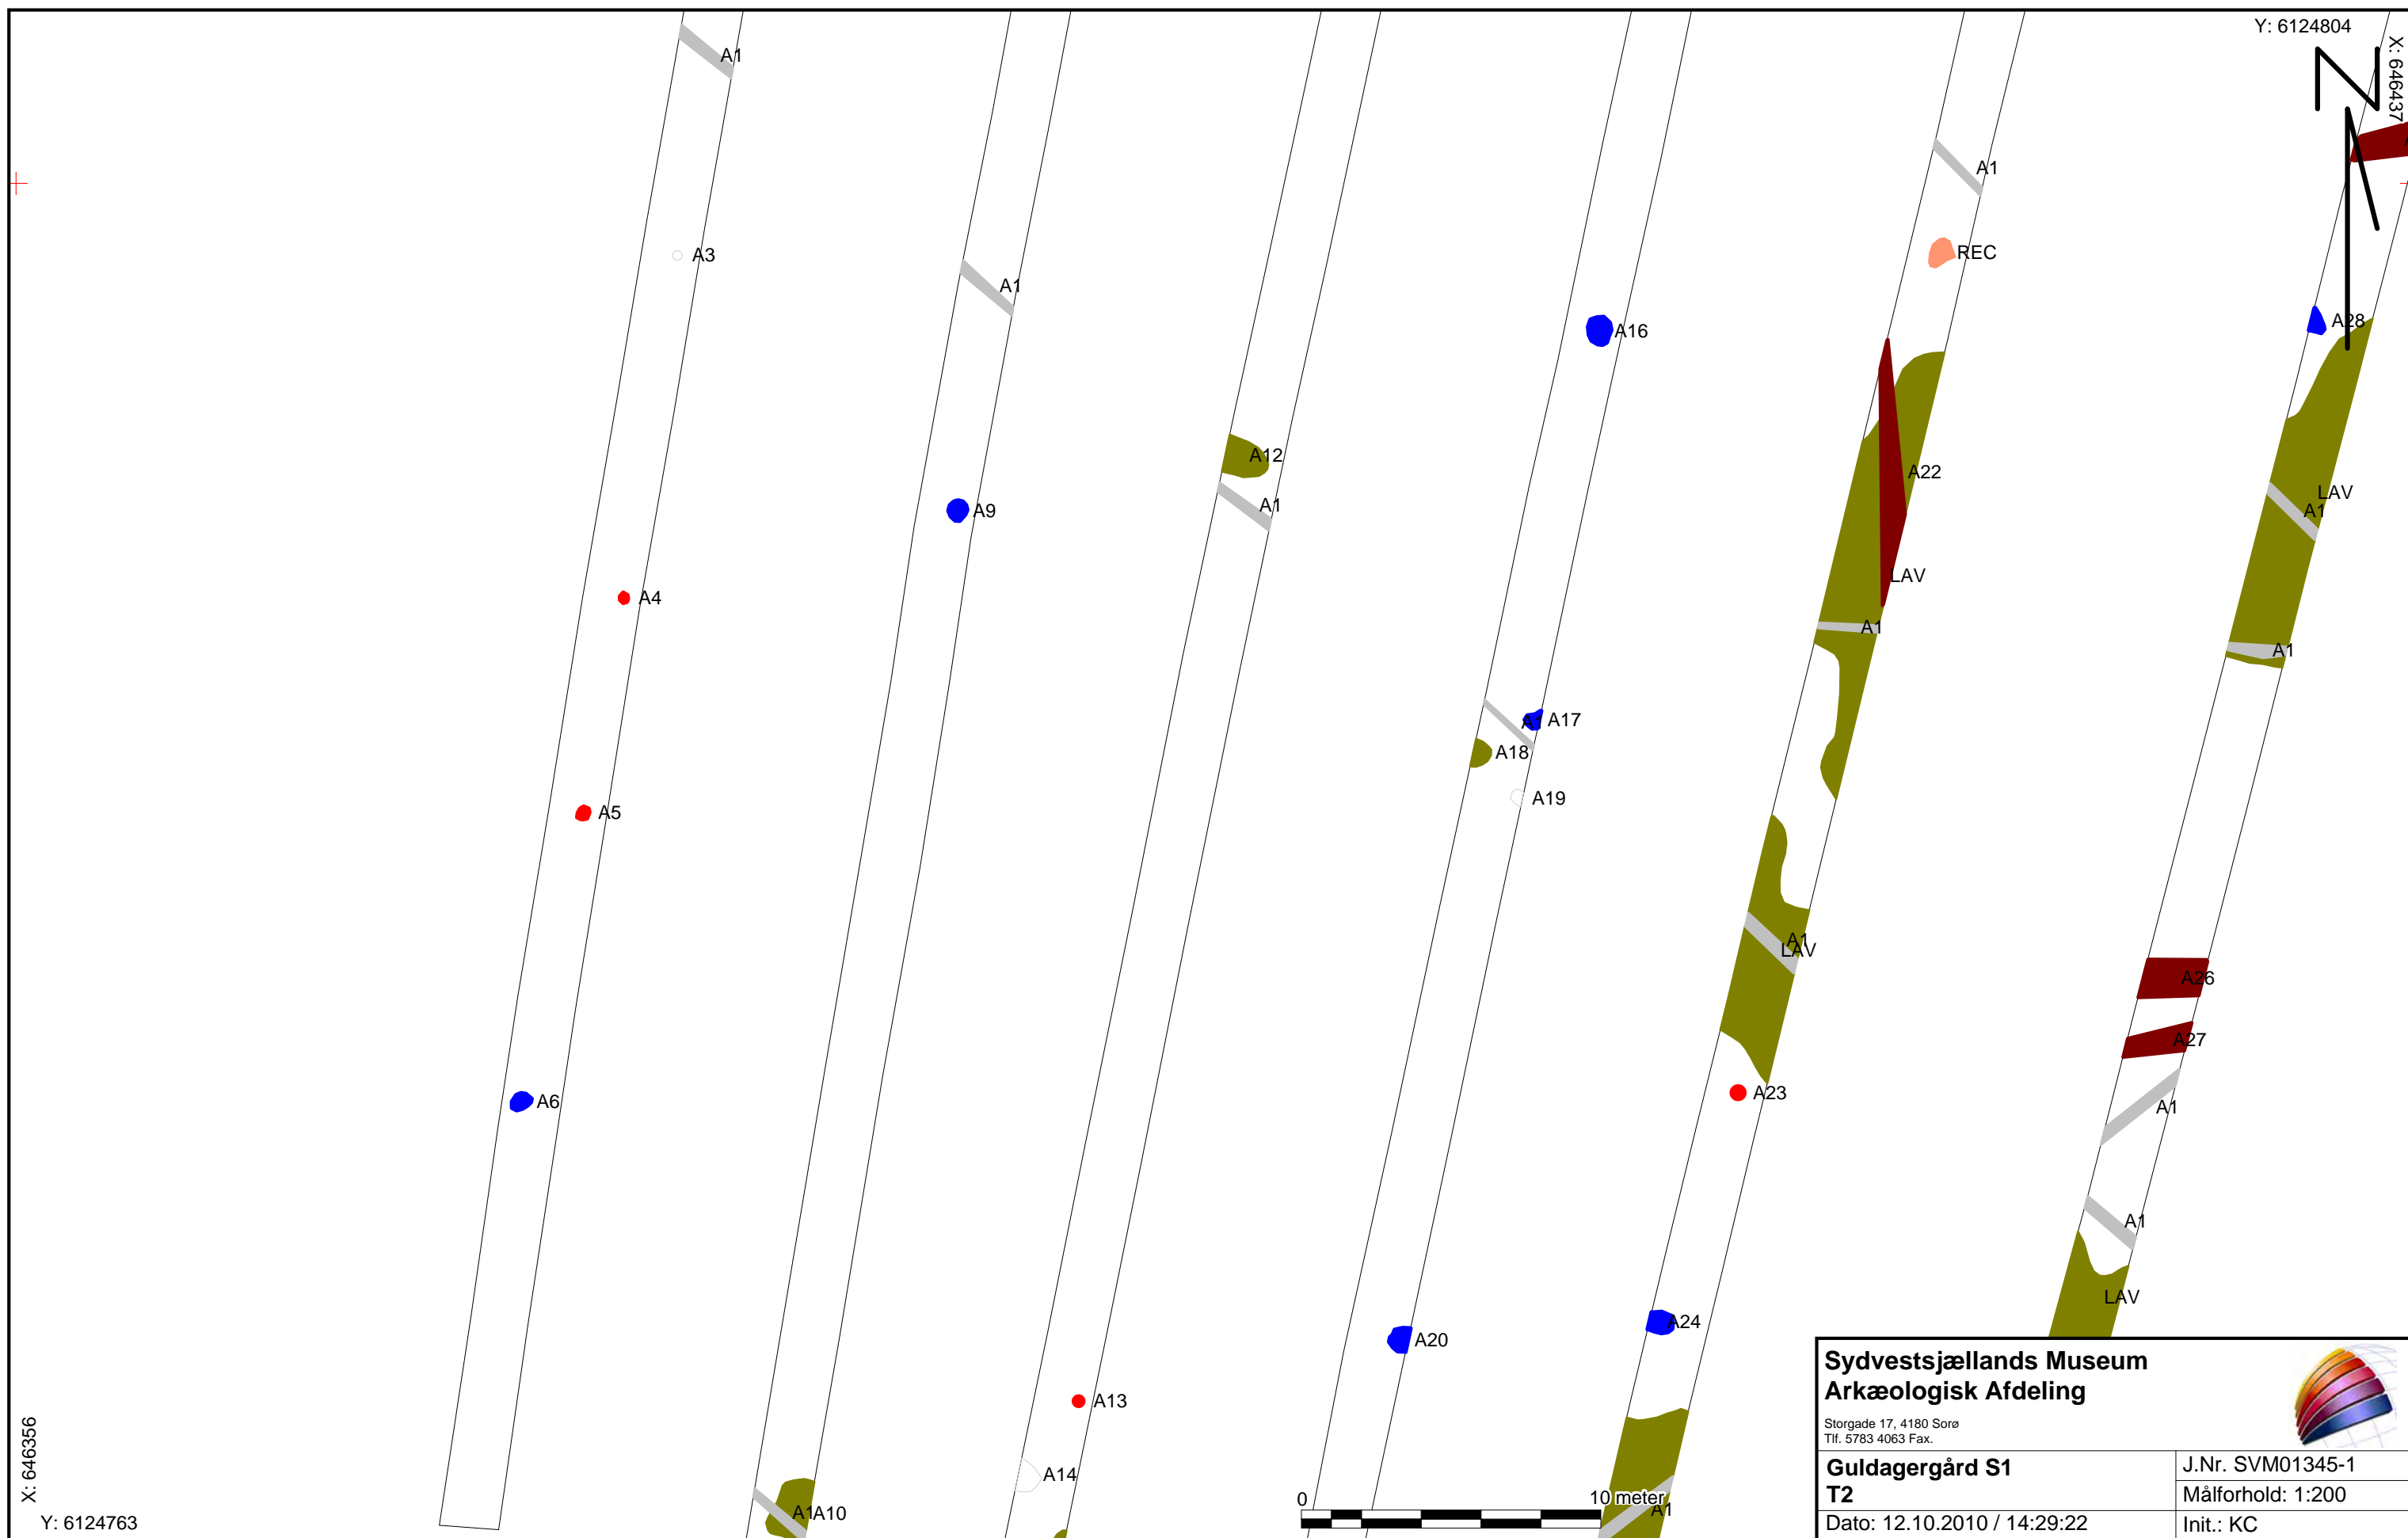 Y: 6124804
X: 646437
A1
A1
A3
REC
A1
A28
A16
A12
A22
A1
A9
LAV
A1
LAV
A4
A1
A1
A1
A17
A18
A19
A5
A1
LAV
A26
A27
A23
A6
A1
A1
LAV
A24
A20
A13
A14
A1
A10
0
10 meter
A1
X: 646356
Y: 6124763
Sydvestsjællands Museum
Arkæologisk Afdeling
Storgade 17, 4180 Sorø
Tlf. 5783 4063 Fax.
Guldagergård S1
T2
J.Nr. SVM01345-1
Målforhold: 1:200
Dato: 12.10.2010 / 14:29:22
Init.: KC